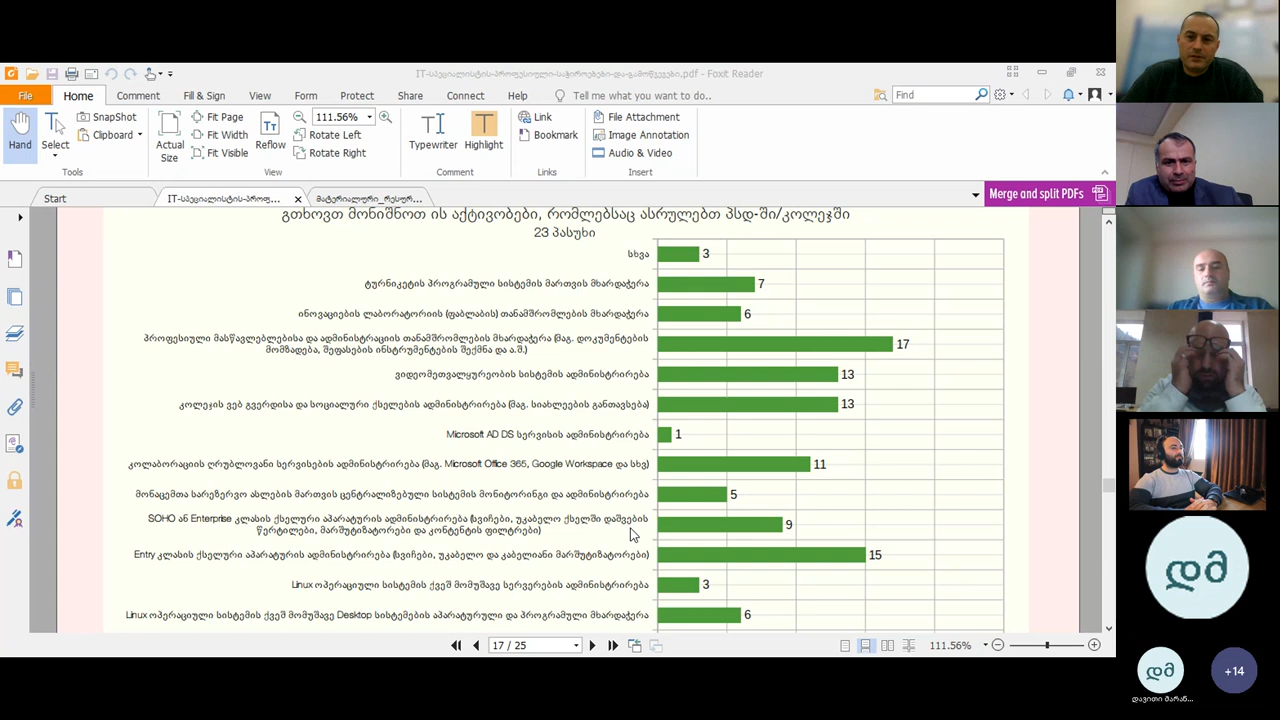 IT-სპეციალისტის-პროფესიული-საჭიროებები-და-გამოწვევები.pdf - Foxit Reader
File Home Comment Fill & Sign View Form Protect Share Connect Help Tell me what you want to do.. Find
Hand
Select
SnapShot
Clipboard
Tools
Actual Size
Fit Page
Fit Width
Fit Visible
Reflow
111.56%
Rotate Left
Rotate Right
View
Typewriter
Highlight
Comment
Link
Bookmark
Links
File Attachment
Image Annotation
Audio & Video
Insert
Start
IT-სპეციალისტის-პროფ...
მატერიალური_რესურ...
Merge and split PDFs
გთხოვთ მონიშნოთ ის აქტივობები, რომლებსაც ასრულებთ პსდ-ში/კოლეჯში
23 პასუხი
სხვა 3
ტურნიკეტის პროგრამული სისტემის მართვის მხარდაჭერა 7
ინოვაციების ლაბორატორიის (ფაბლაბის) თანამშრომლების მხარდაჭერა 6
პროფესიული მასწავლებლებისა და ადმინისტრაციის თანამშრომლების მხარდაჭერა (მაგ. დოკუმენტების
მომზადება, შეფასების ინსტრუმენტების შექმნა და ა.შ.) 17
ვიდეომეთვალყურეობის სისტემის ადმინისტრირება 13
კოლეჯის ვებ გვერდისა და სოციალური ქსელების ადმინისტრირება (მაგ. სიახლეების განთავსება) 13
Microsoft AD DS სერვისის ადმინისტრირება 1
კოლაბორაციის ღრუბლოვანი სერვისების ადმინისტრირება (მაგ. Microsoft Office 365, Google Workspace და სხვ) 11
მონაცემთა სარეზერვო ასლების მართვის ცენტრალიზებული სისტემის მონიტორინგი და ადმინისტრირება 5
SOHO ან Enterprise კლასის ქსელური აპარატურის ადმინისტრირება (სვიჩები, უკაბელო ქსელში დაშვების
წერტილები, მარშუტიზატორები და კონტენტის ფილტრები) 9
Entry კლასის ქსელური აპარატურის ადმინისტრირება (სვიჩები, უკაბელო და კაბელიანი მარშუტიზატორები) 15
Linux ოპერაციული სისტემის ქვეშ მომუშავე სერვერების ადმინისტრირება 3
Linux ოპერაციული სისტემის ქვეშ მომუშავე Desktop სისტემების აპარატურული და პროგრამული მხარდაჭერა 6
17 / 25
111.56%
დმ
დმ
დავითი მარან...
+14